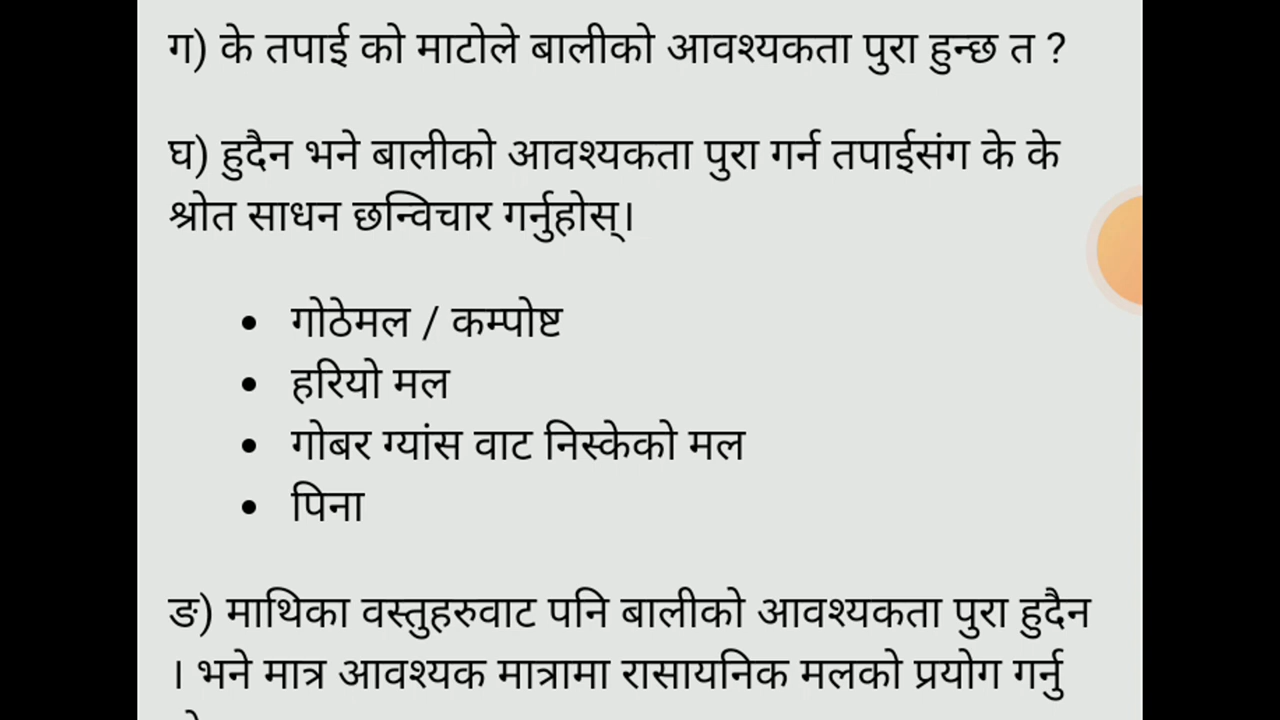 ग) के तपाई को माटोले बालीको आवश्यकता पुरा हुन्छ त ?
घ) हुदैन भने बालीको आवश्यकता पुरा गर्न तपाईसंग के के
श्रोत साधन छन्विचार गर्नुहोस्।
• गोठेमल / कम्पोष्ट
• हरियो मल
• गोबर ग्यांस वाट निस्केको मल
• पिना
ङ) माथिका वस्तुहरुवाट पनि बालीको आवश्यकता पुरा हुदैन
। भने मात्र आवश्यक मात्रामा रासायनिक मलको प्रयोग गर्नु